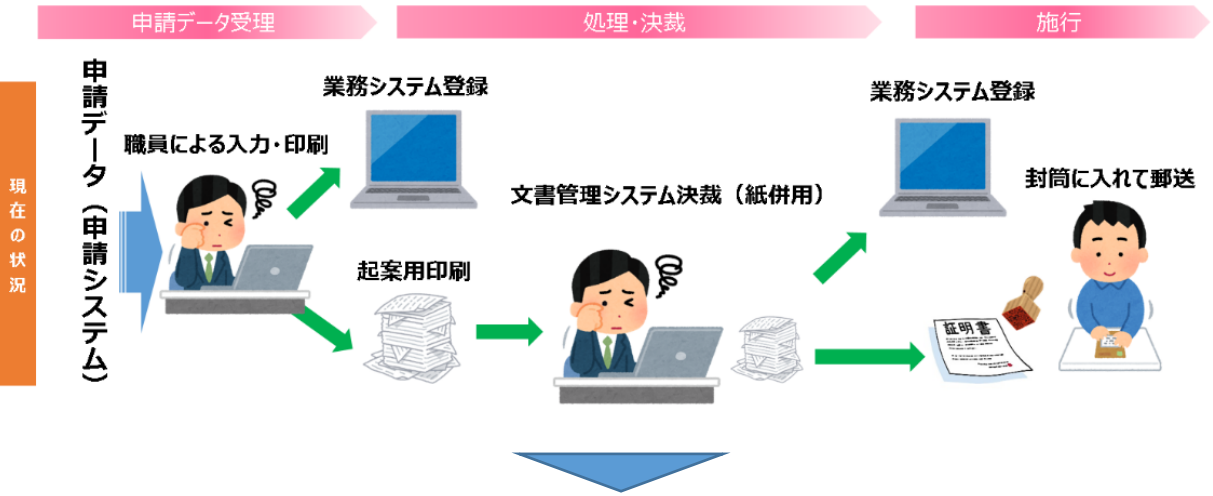 申請データ受理
処理・決裁
施行
現在の状況
申請データ（申請システム）
職員による入力・印刷
業務システム登録
起案用印刷
文書管理システム決裁（紙併用）
業務システム登録
封筒に入れて郵送
証明書